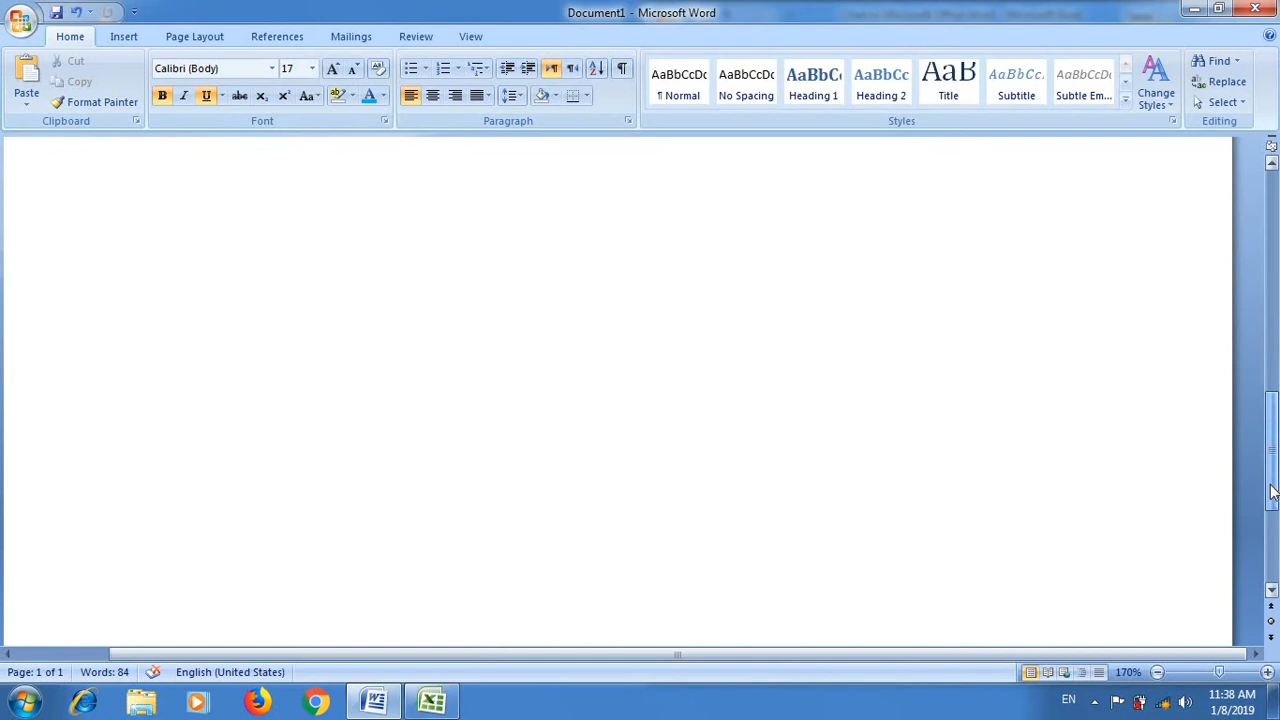 Document1 - Microsoft Word
Home Insert Page Layout References Mailings Review View
Paste
Cut
Copy
Format Painter
Clipboard
Calibri (Body) 17
Font
Paragraph
AaBbCcDc AaBbCcDc AaBbC AaBbCc AaB AaBbCc. AaBbCcDc
¶ Normal No Spacing Heading 1 Heading 2 Title Subtitle Subtle Em...
Change Styles
Styles
Find
Replace
Select
Editing
Page: 1 of 1 Words: 84 English (United States) 170%
EN
11:38 AM
1/8/2019